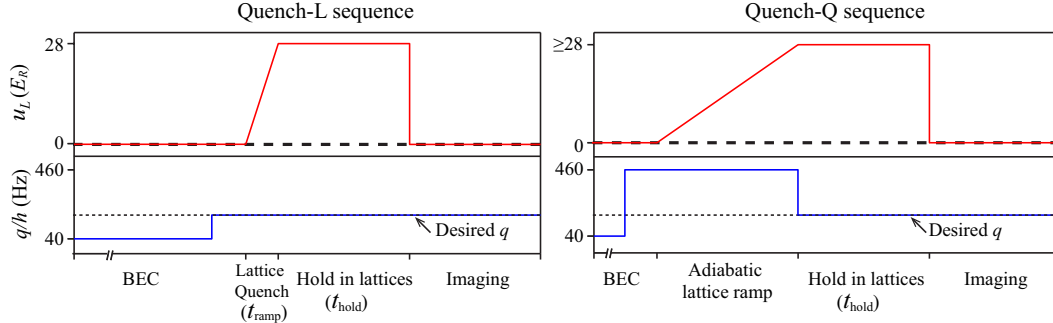 Quench-L sequence
28
0
u_L (E_R)
460
40
q/h (Hz)
Desired q
BEC
Lattice
Quench
(t_ramp)
Hold in lattices
(t_hold)
Imaging
Quench-Q sequence
≥28
0
460
40
Desired q
BEC
Adiabatic
lattice ramp
Hold in lattices
(t_hold)
Imaging